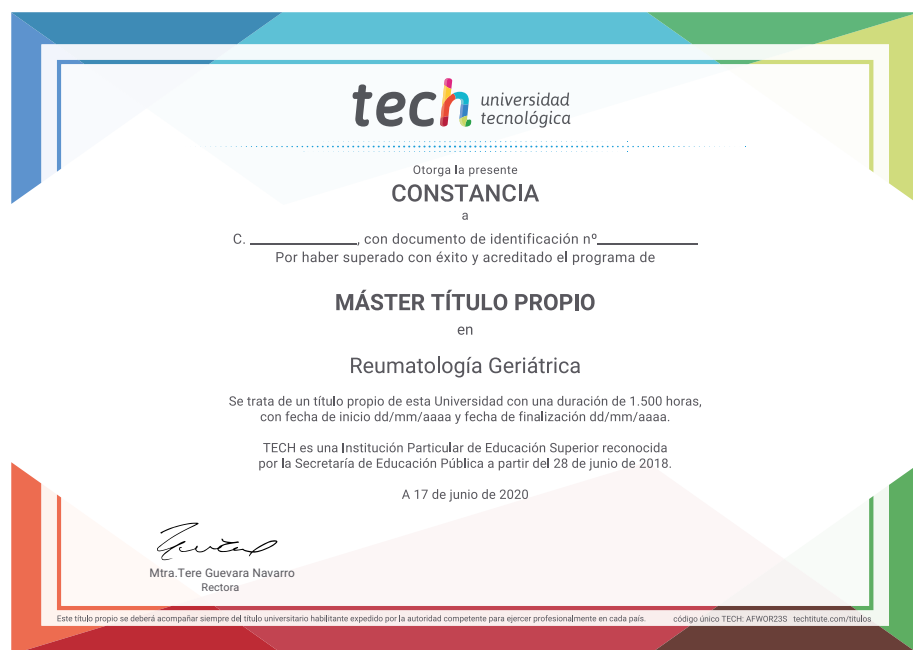 tech universidad
tecnológica
Otorga la presente
CONSTANCIA
a
C. ____________, con documento de identificación nº____________
Por haber superado con éxito y acreditado el programa de
MÁSTER TÍTULO PROPIO
en
Reumatología Geriátrica
Se trata de un título propio de esta Universidad con una duración de 1.500 horas,
con fecha de inicio dd/mm/aaaa y fecha de finalización dd/mm/aaaa.
TECH es una Institución Particular de Educación Superior reconocida
por la Secretaría de Educación Pública a partir del 28 de junio de 2018.
A 17 de junio de 2020
Mtra.Tere Guevara Navarro
Rectora
Este título propio se deberá acompañar siempre del título universitario habilitante expedido por la autoridad competente para ejercer profesionalmente en cada país. código único TECH: AFWOR23S techtitute.com/titulos